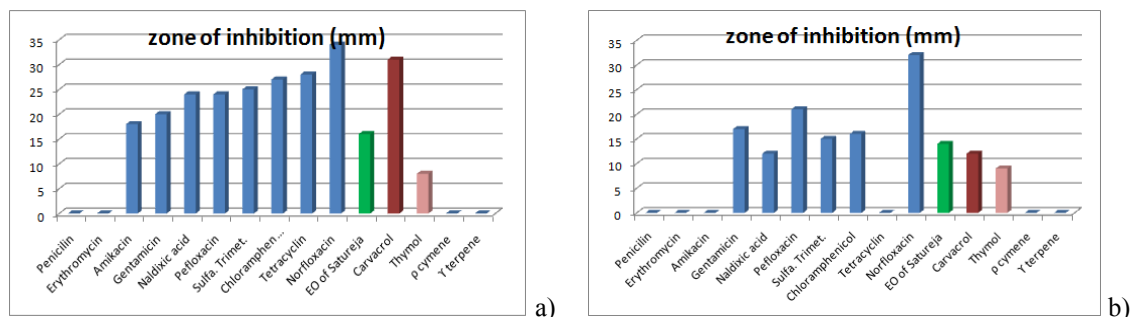 zone of inhibition (mm)
35
30
25
20
15
10
5
0
Penicilin
Erythromycin
Amikacin
Gentamicin
Naldixic acid
Pefloxacin
Sulfa. Trimet.
Chloramphen...
Tetracyclin
Norfloxacin
EO of Satureja
Carvacrol
Thymol
ρ cymene
Υ terpene
a)
zone of inhibition (mm)
35
30
25
20
15
10
5
0
Penicilin
Erythromycin
Amikacin
Gentamicin
Naldixic acid
Pefloxacin
Sulfa. Trimet.
Chloramphenicol
Tetracyclin
Norfloxacin
EO of Satureja
Carvacrol
Thymol
ρ cymene
Υ terpene
b)